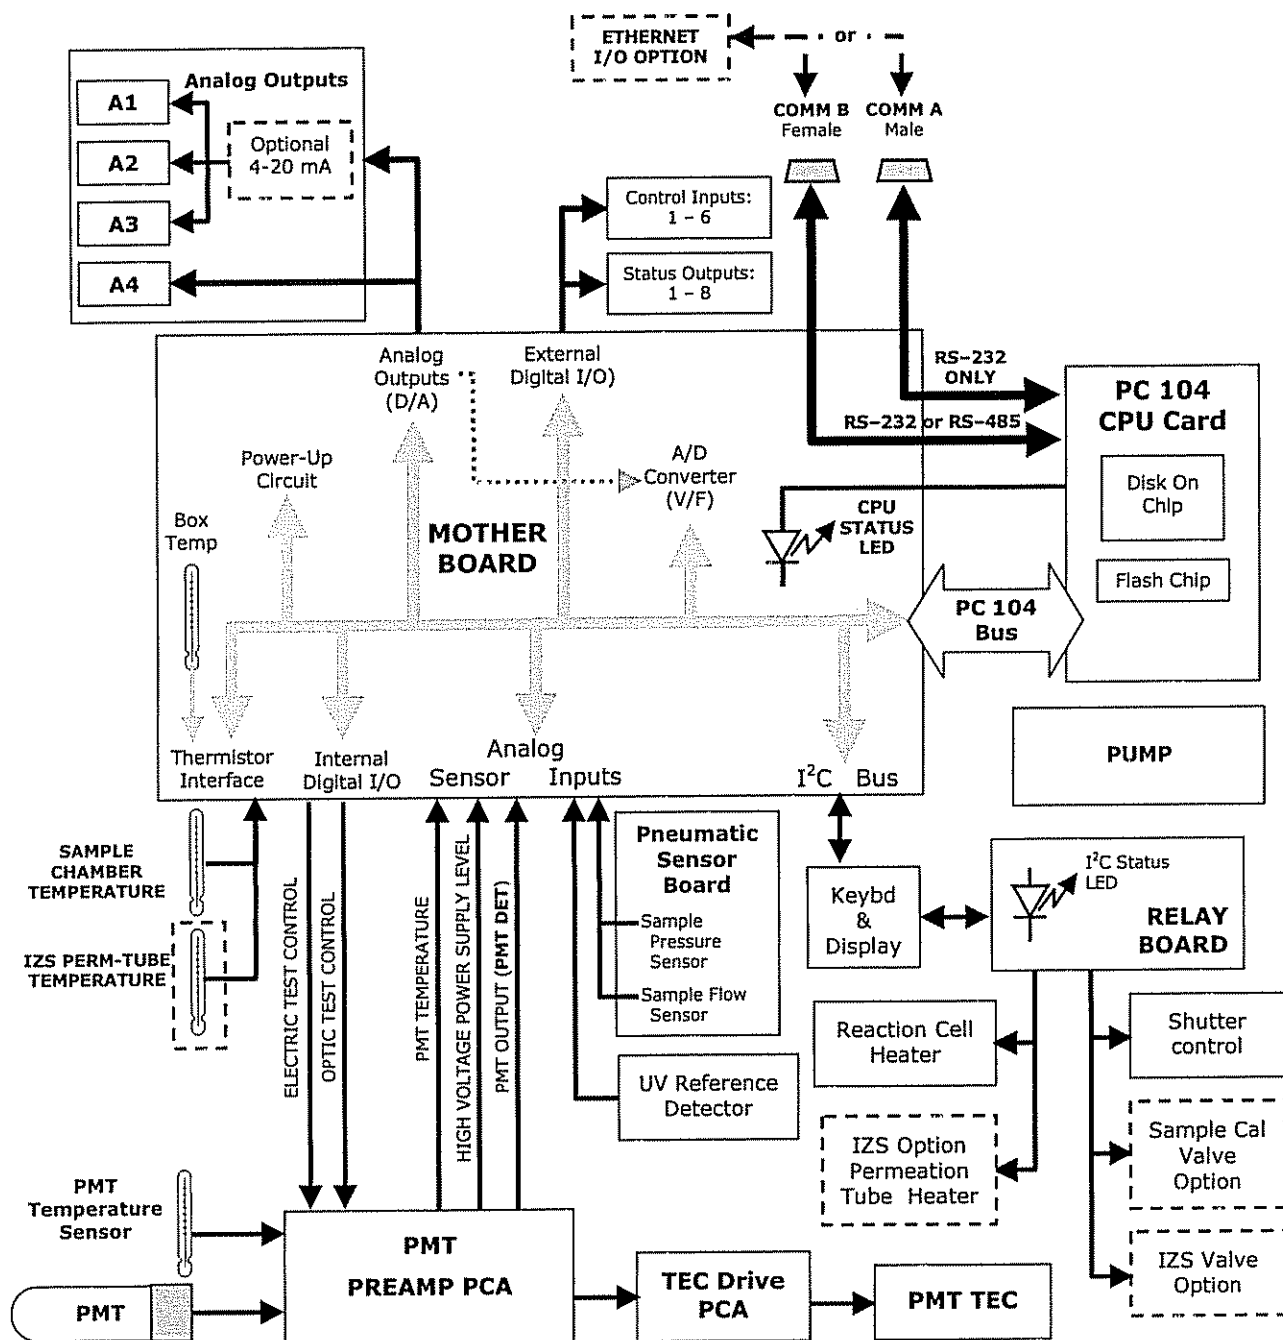 ETHERNET
I/O OPTION
or
Analog Outputs
A1
A2
A3
A4
Optional
4-20 mA
COMM B
Female
COMM A
Male
Control Inputs:
1 – 6
Status Outputs:
1 – 8
Analog
Outputs
(D/A)
External
Digital I/O)
RS–232
ONLY
RS–232 or RS–485
PC 104
CPU Card
Disk On
Chip
Flash Chip
Power-Up
Circuit
A/D
Converter
(V/F)
Box
Temp
MOTHER
BOARD
CPU
STATUS
LED
PC 104
Bus
Thermistor
Interface
Internal
Digital I/O
Analog
Sensor Inputs
I²C Bus
PUMP
SAMPLE
CHAMBER
TEMPERATURE
IZS PERM-TUBE
TEMPERATURE
ELECTRIC TEST CONTROL
OPTIC TEST CONTROL
PMT TEMPERATURE
HIGH VOLTAGE POWER SUPPLY LEVEL
PMT OUTPUT (PMT DET)
Pneumatic
Sensor
Board
Sample
Pressure
Sensor
Sample Flow
Sensor
UV Reference
Detector
Keybd
&
Display
I²C Status
LED
RELAY
BOARD
Reaction Cell
Heater
IZS Option
Permeation
Tube Heater
Shutter
control
Sample Cal
Valve
Option
IZS Valve
Option
PMT
Temperature
Sensor
PMT
PMT
PREAMP PCA
TEC Drive
PCA
PMT TEC